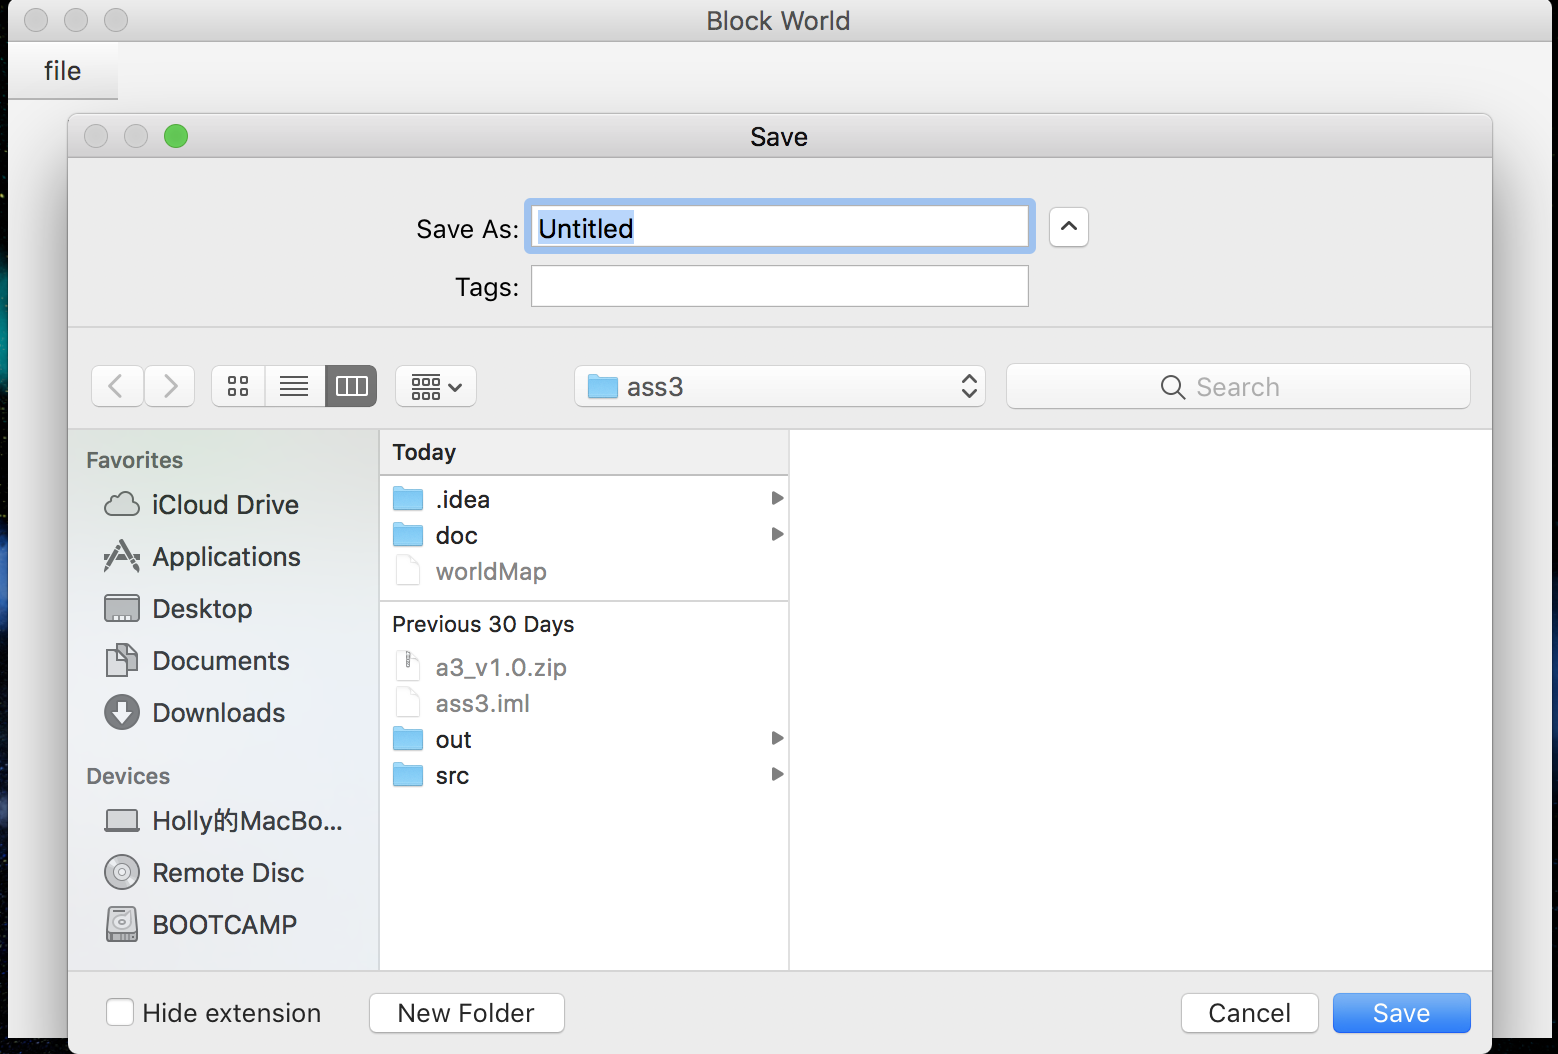 Block World
file
Save
Save As: Untitled
Tags:
ass3
Search
Favorites
iCloud Drive
Applications
Desktop
Documents
Downloads
Devices
Holly的MacBo...
Remote Disc
BOOTCAMP
Today
.idea
doc
worldMap
Previous 30 Days
a3_v1.0.zip
ass3.iml
out
src
Hide extension
New Folder
Cancel
Save